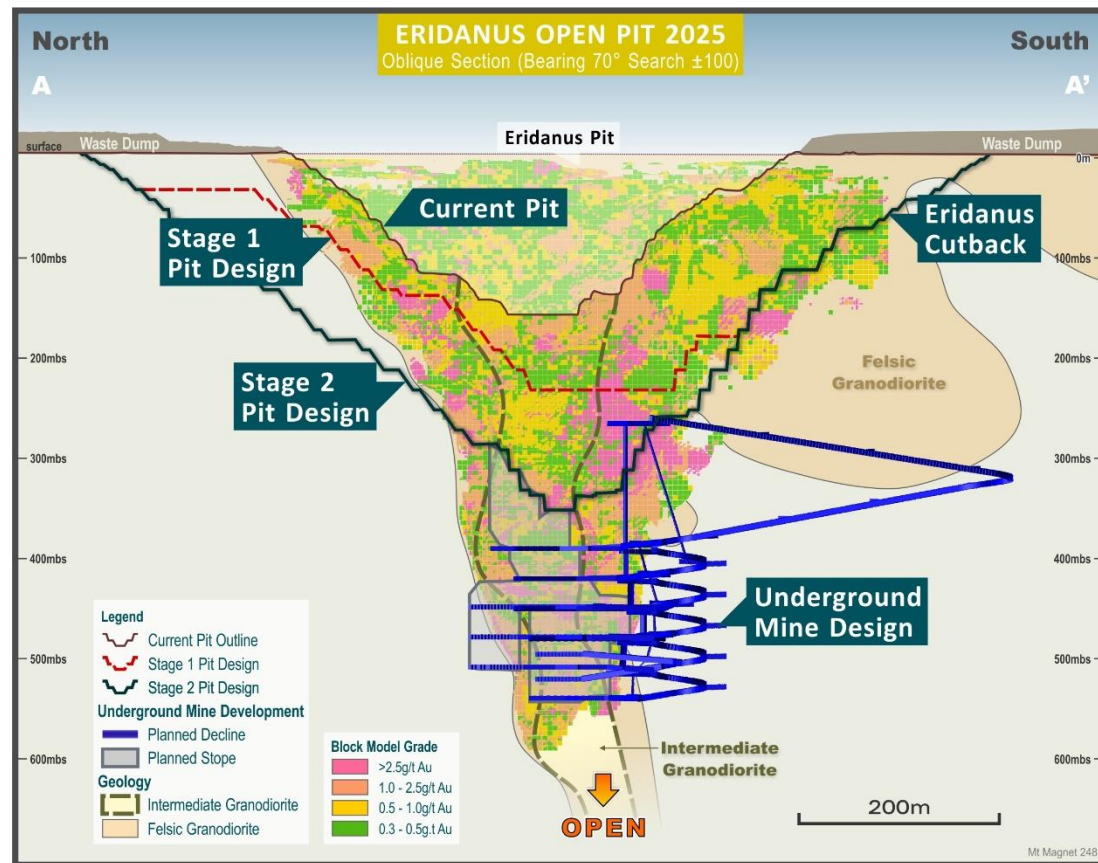 ERIDANUS OPEN PIT 2025
Oblique Section (Bearing 70° Search ±100)
North
South
A
A'
Eridanus Pit
surface
Waste Dump
Waste Dump
0m
Current Pit
Eridanus
Cutback
Stage 1
Pit Design
100mbs
100mbs
200mbs
200mbs
Felsic
Granodiorite
Stage 2
Pit Design
300mbs
300mbs
400mbs
400mbs
Underground
Mine Design
500mbs
500mbs
600mbs
600mbs
Legend
Current Pit Outline
Stage 1 Pit Design
Stage 2 Pit Design
Underground Mine Development
Planned Decline
Planned Stope
Geology
Intermediate Granodiorite
Felsic Granodiorite
Block Model Grade
>2.5g/t Au
1.0 - 2.5g/t Au
0.5 - 1.0g/t Au
0.3 - 0.5g.t Au
Intermediate
Granodiorite
OPEN
200m
Mt Magnet 248